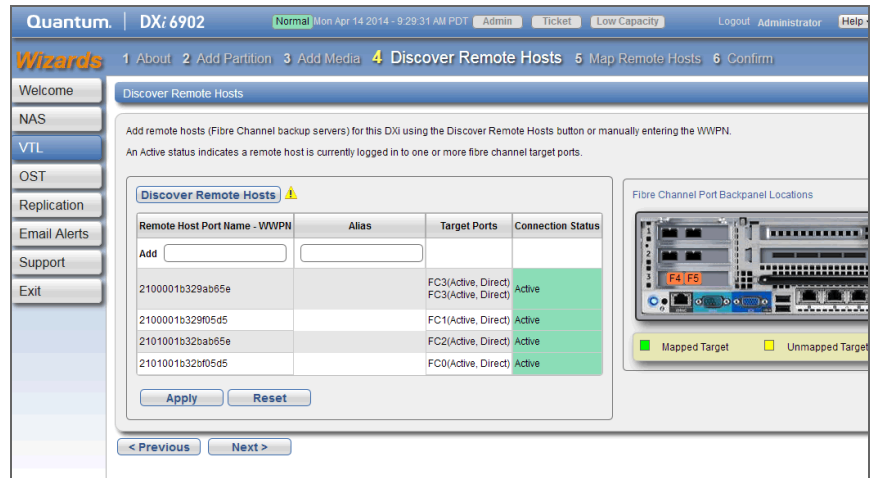 Quantum. DXi 6902 Normal Mon Apr 14 2014 - 9:29:31 AM PDT Admin Ticket Low Capacity Logout Administrator Help
Wizards 1 About 2 Add Partition 3 Add Media 4 Discover Remote Hosts 5 Map Remote Hosts 6 Confirm
Welcome
NAS
VTL
OST
Replication
Email Alerts
Support
Exit
Discover Remote Hosts
Add remote hosts (Fibre Channel backup servers) for this DXi using the Discover Remote Hosts button or manually entering the WWPN.
An Active status indicates a remote host is currently logged in to one or more fibre channel target ports.
Discover Remote Hosts
Remote Host Port Name - WWPN Alias Target Ports Connection Status
Add
2100001b329ab65e FC3(Active, Direct) Active
FC3(Active, Direct)
2100001b329f05d5 FC1(Active, Direct) Active
2101001b32bab65e FC2(Active, Direct) Active
2101001b32bf05d5 FC0(Active, Direct) Active
Apply Reset
Fibre Channel Port Backpanel Locations
1
2
3
F4 F5
1
Mapped Target Unmapped Target
< Previous Next >